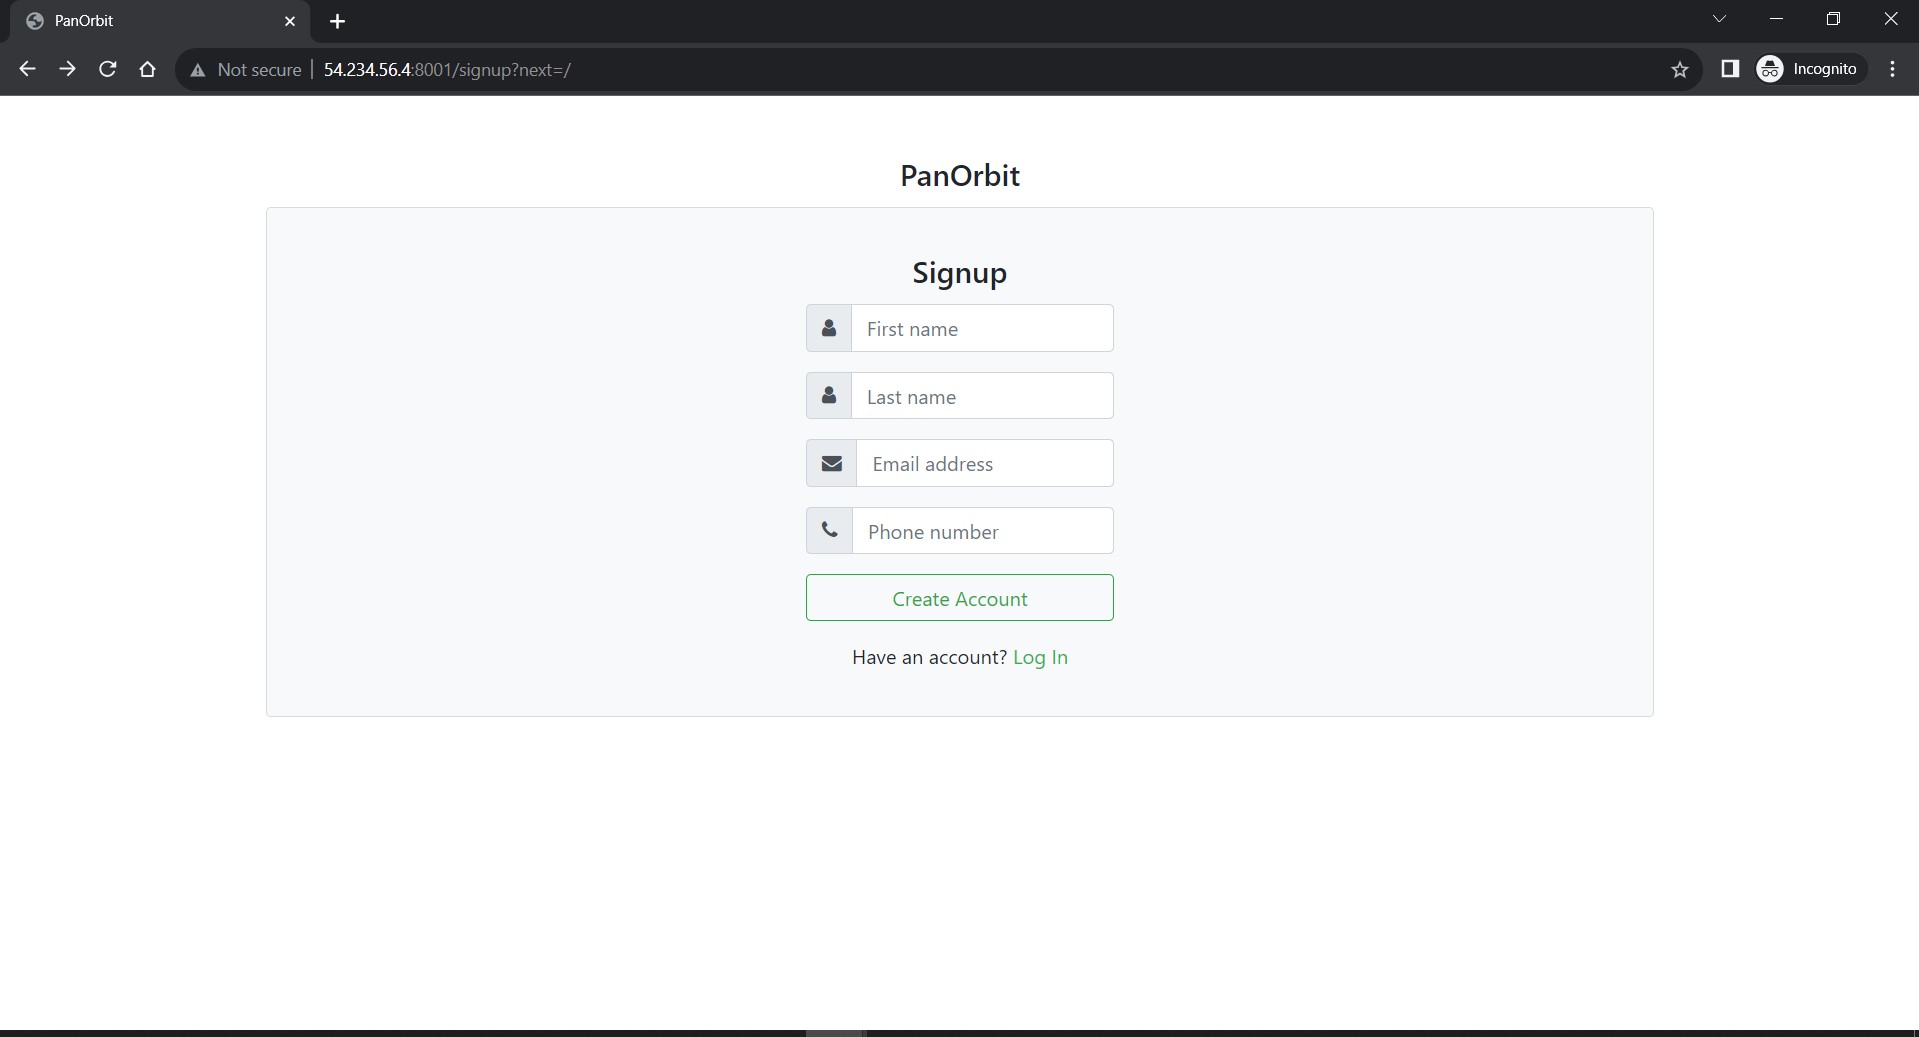 PanOrbit
Not secure | 54.234.56.4:8001/signup?next=/
Incognito
PanOrbit
Signup
First name
Last name
Email address
Phone number
Create Account
Have an account? Log In